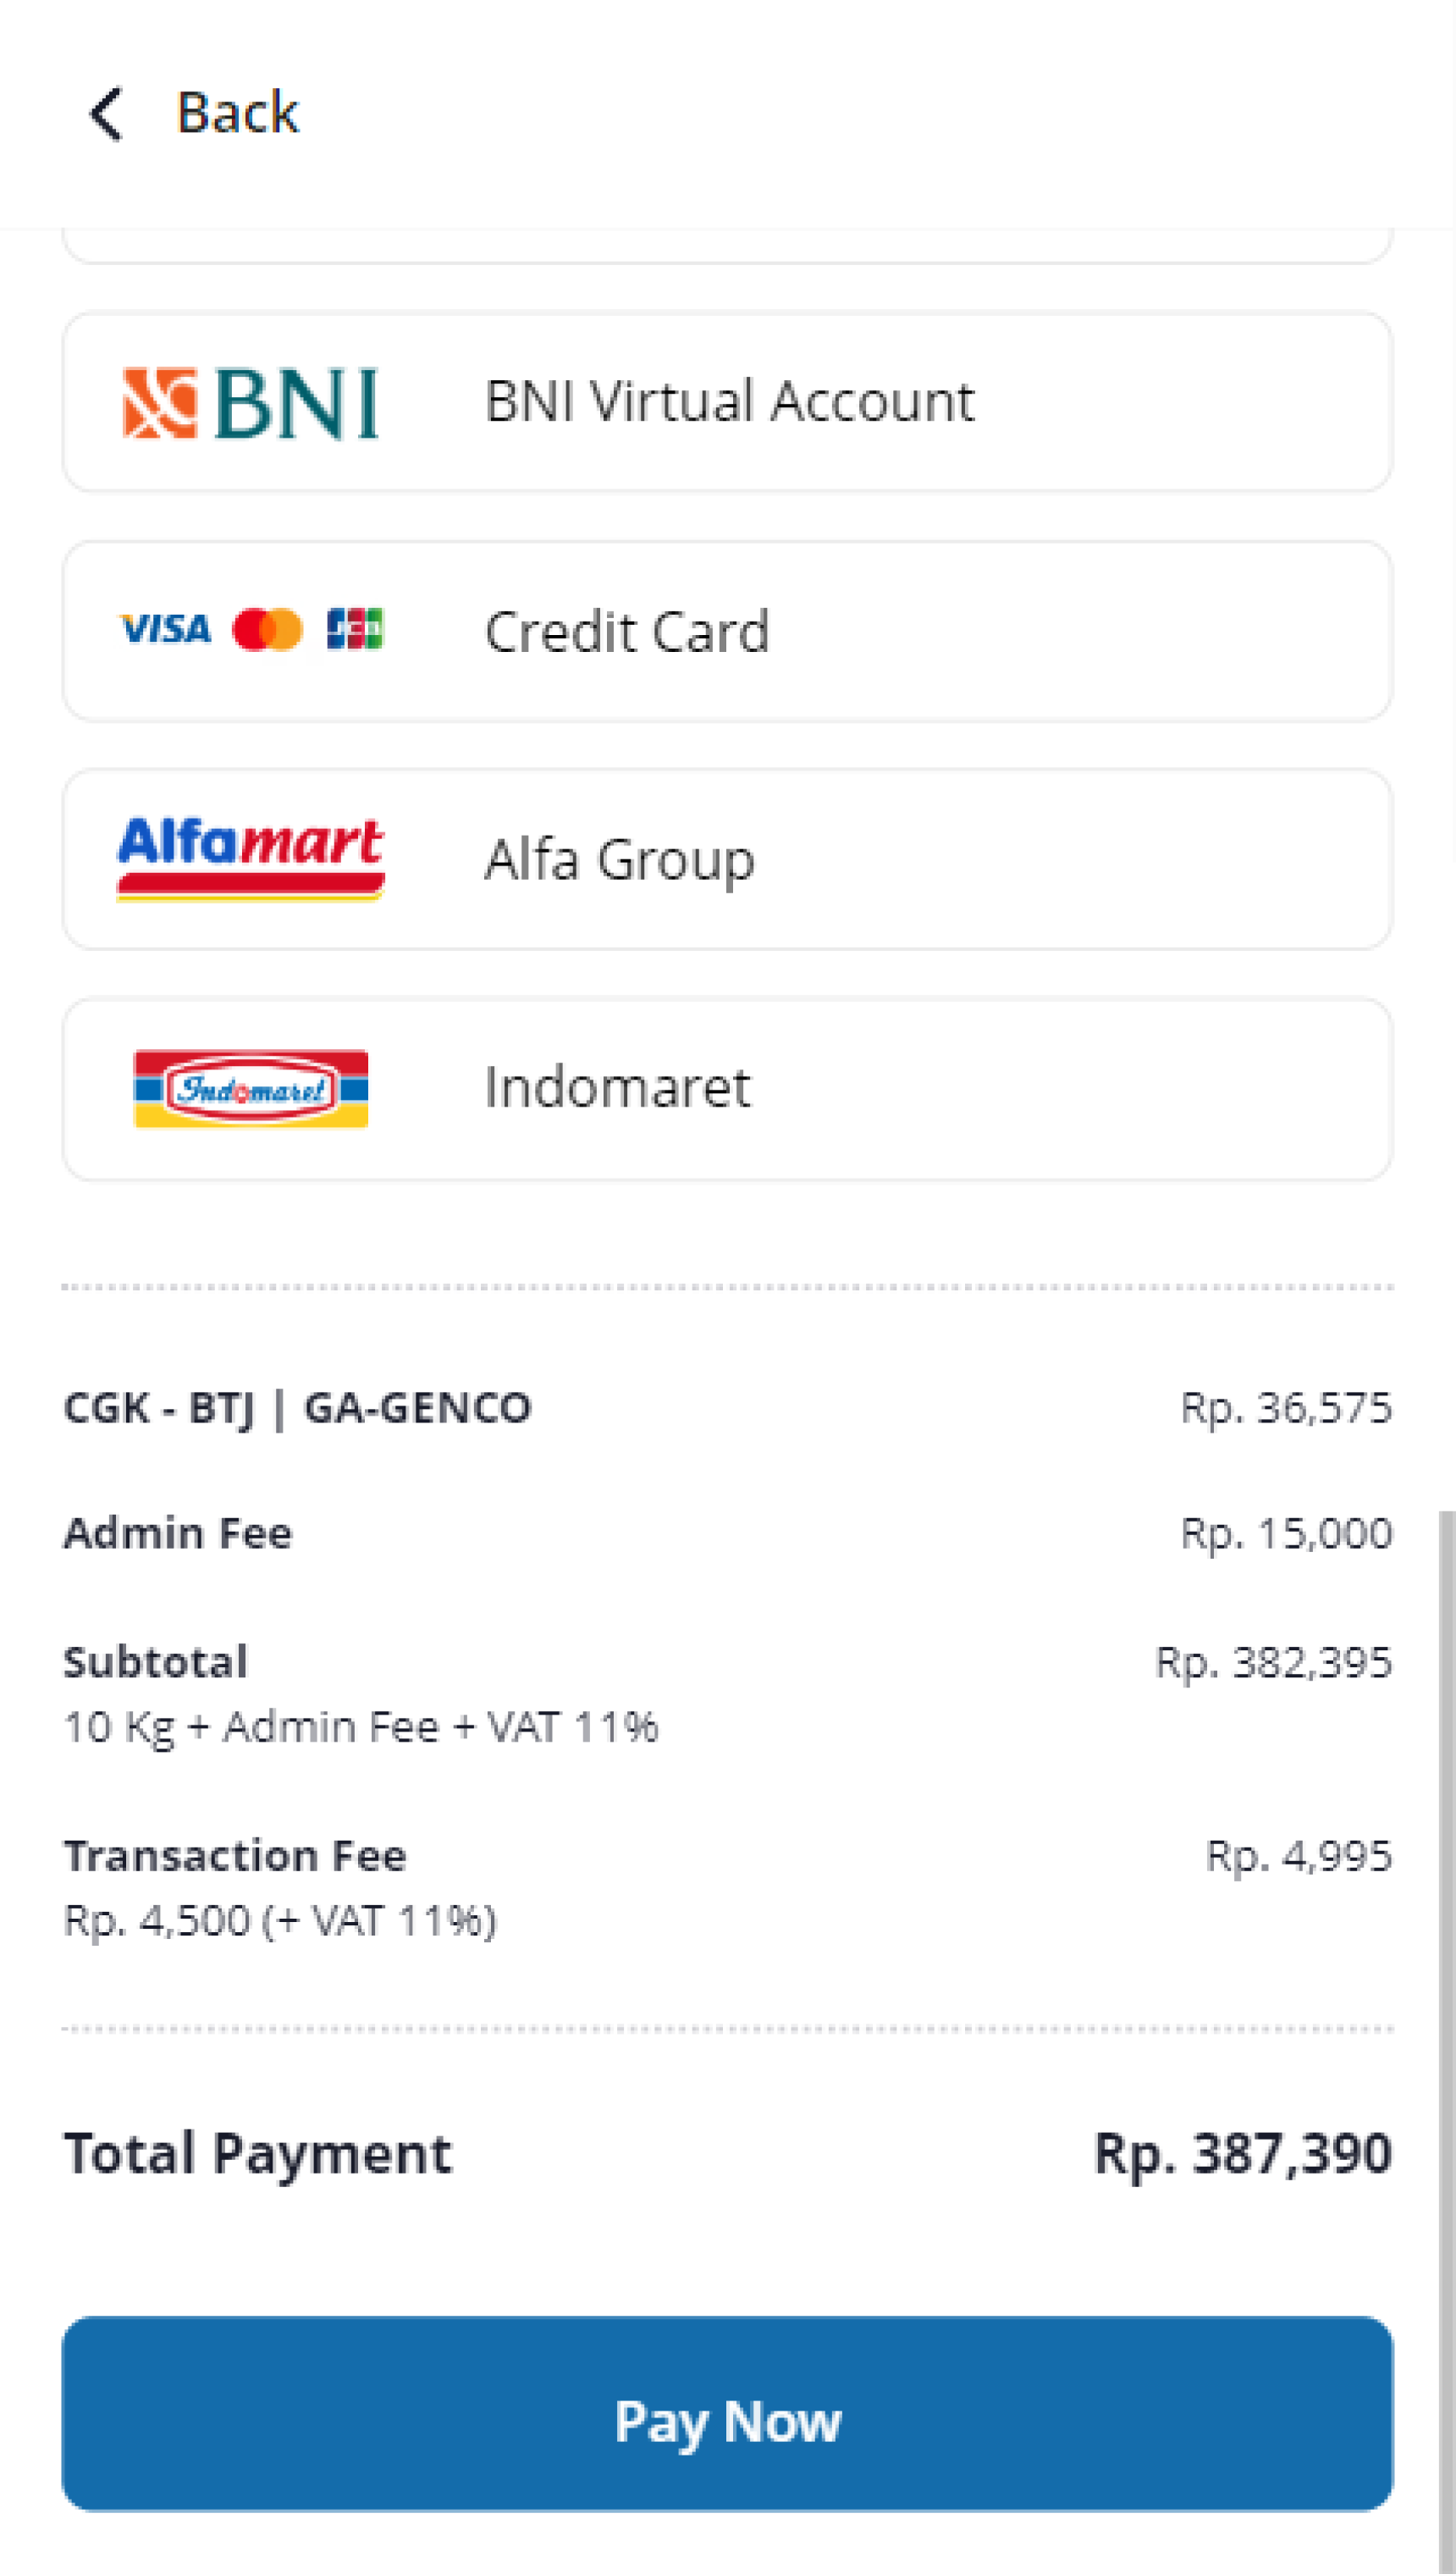 Back
BNI BNI Virtual Account
VISA JCB Credit Card
Alfamart Alfa Group
Indomaret Indomaret
CGK - BTJ | GA-GENCO Rp. 36,575
Admin Fee Rp. 15,000
Subtotal Rp. 382,395
10 Kg + Admin Fee + VAT 11%
Transaction Fee Rp. 4,995
Rp. 4,500 (+ VAT 11%)
Total Payment Rp. 387,390
Pay Now